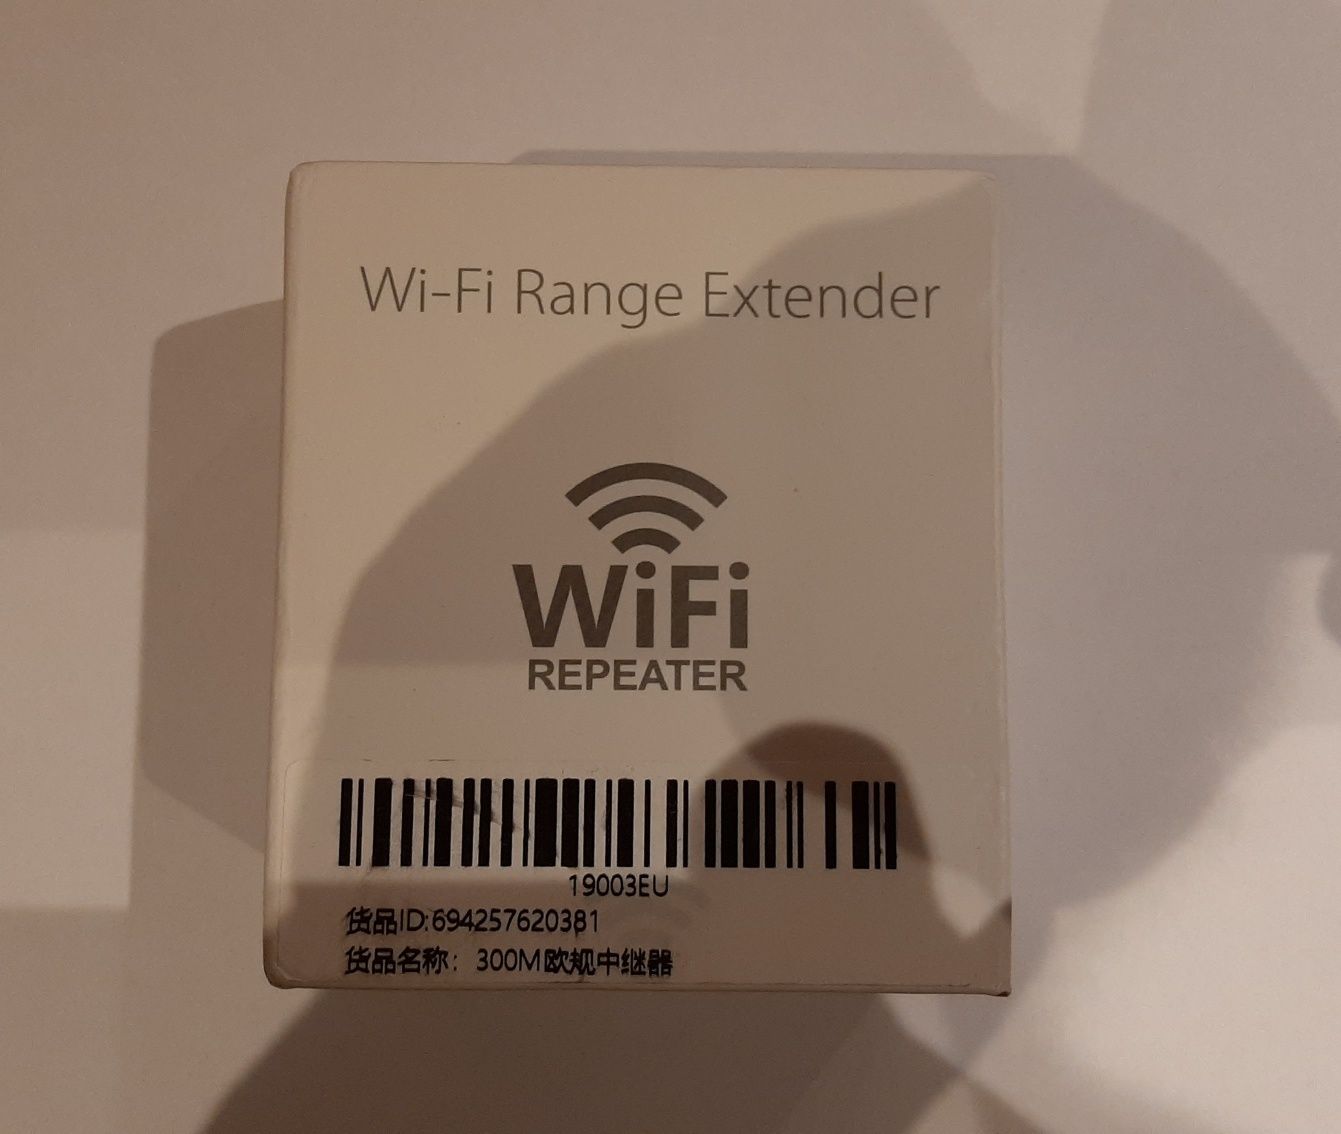 Wi-Fi Range Extender
WiFi
REPEATER
19003EU
货品ID:694257620381
货品名称：300M欧规中继器